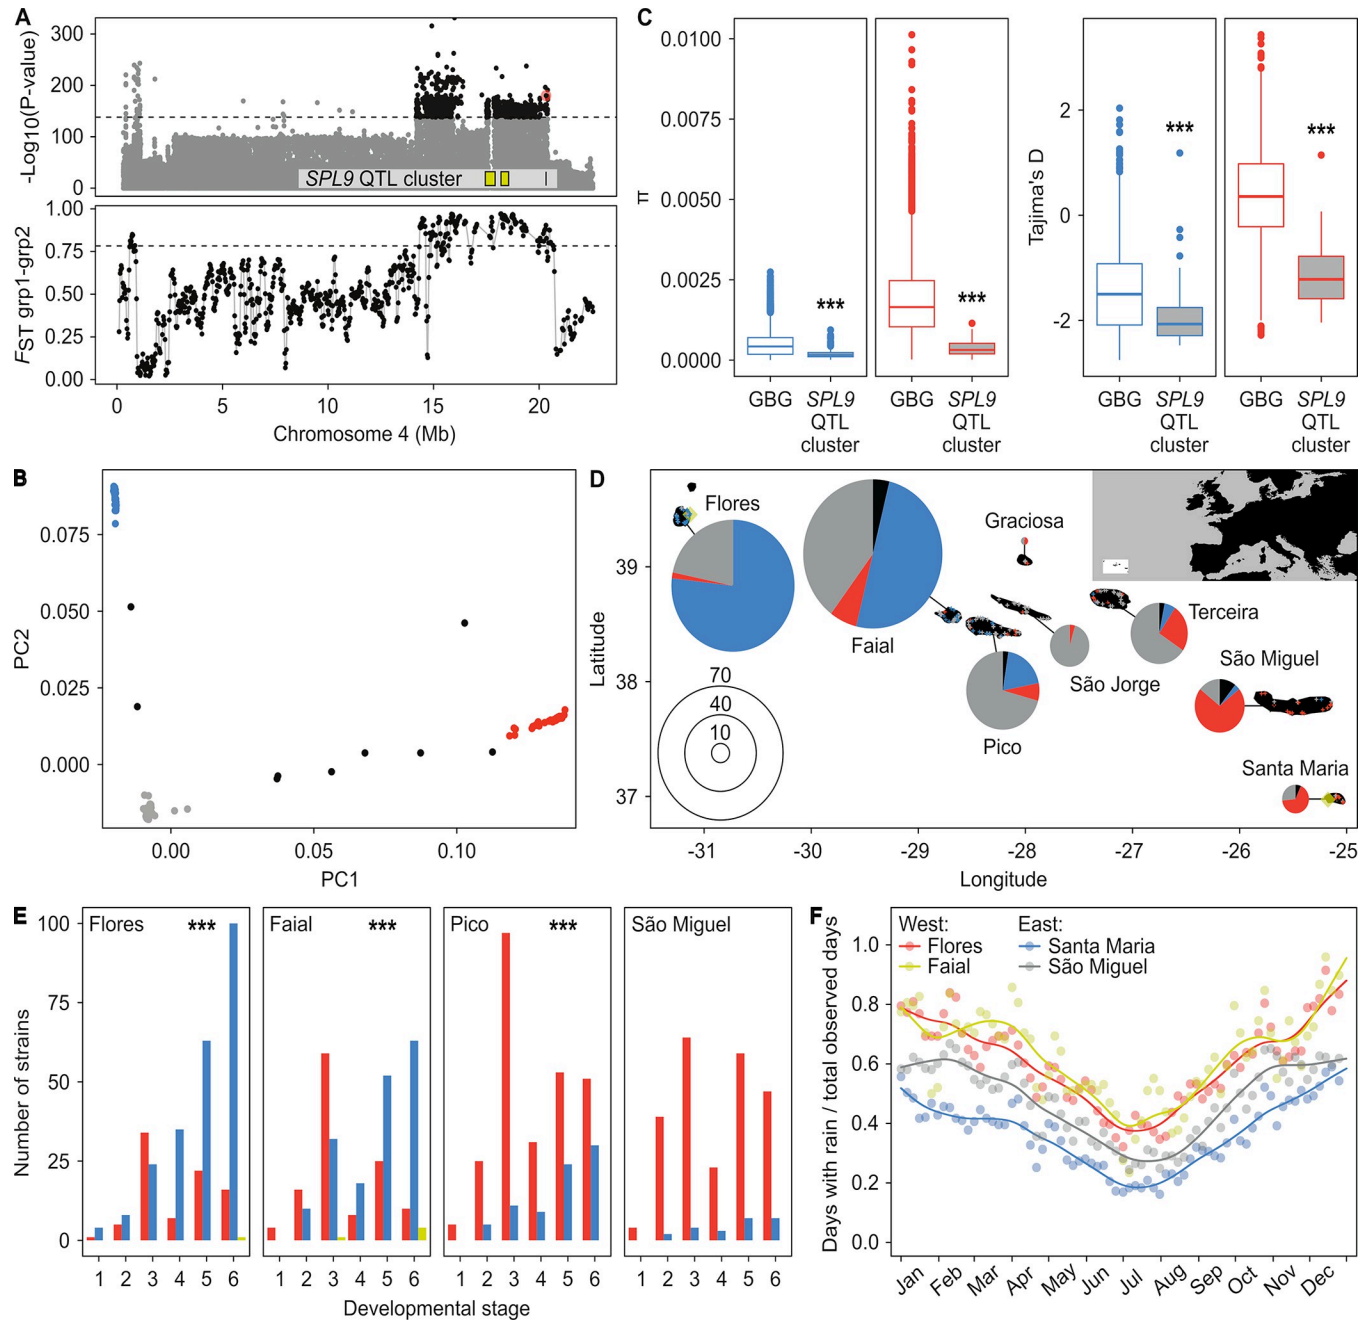 A
-Log10(P-value)
300
200
100
0
SPL9 QTL cluster
FST grp1-grp2
1.00
0.75
0.50
0.25
0.00
0 5 10 15 20
Chromosome 4 (Mb)
C
π
0.0100
0.0075
0.0050
0.0025
0.0000
***
***
GBG SPL9 QTL cluster
GBG SPL9 QTL cluster
Tajima's D
2
0
-2
***
***
GBG SPL9 QTL cluster
GBG SPL9 QTL cluster
B
PC2
0.075
0.050
0.025
0.000
0.00 0.05 0.10
PC1
D
Latitude
39
38
37
Flores
Faial
Graciosa
Terceira
São Jorge
Pico
São Miguel
Santa Maria
70
40
10
-31 -30 -29 -28 -27 -26 -25
Longitude
E
Number of strains
100
75
50
25
0
Flores ***
Faial ***
Pico ***
São Miguel
1 2 3 4 5 6
1 2 3 4 5 6
1 2 3 4 5 6
1 2 3 4 5 6
Developmental stage
F
Days with rain / total observed days
1.0
0.8
0.6
0.4
0.2
0.0
West: East:
Flores Santa Maria
Faial São Miguel
Jan Feb Mar Apr May Jun Jul Aug Sep Oct Nov Dec